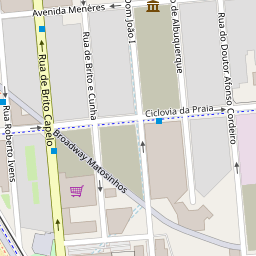 Avenida Menéres
Rua de Brito Capelo
Rua de Brito e Cunha
Dom João I
de Albuquerque
Rua do Doutor Afonso Cordeiro
Ciclovia da Praia
Rua Roberto Ivens
Broadway Matosinhos